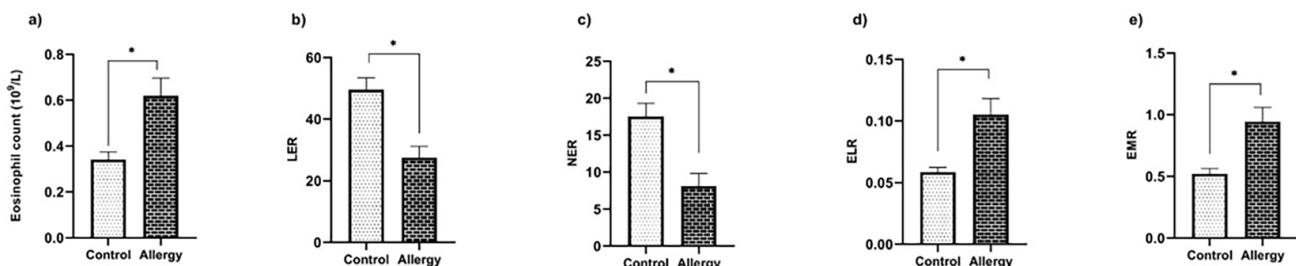 a)
Eosinophil count (10⁹/L)
0.8
0.6
0.4
0.2
0.0
*
Control Allergy
b)
LER
60
40
20
0
*
Control Allergy
c)
NER
25
20
15
10
5
0
*
Control Allergy
d)
ELR
0.15
0.10
0.05
0.00
*
Control Allergy
e)
EMR
1.5
1.0
0.5
0.0
*
Control Allergy